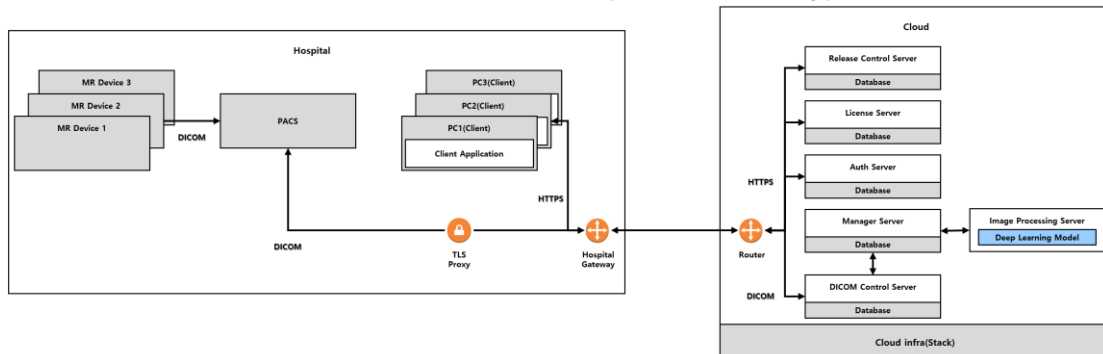 Hospital
MR Device 3
MR Device 2
MR Device 1
DICOM
PACS
PC3(Client)
PC2(Client)
PC1(Client)
Client Application
HTTPS
DICOM
TLS
Proxy
Hospital
Gateway
Cloud
Release Control Server
Database
License Server
Database
Auth Server
Database
HTTPS
Manager Server
Database
Image Processing Server
Deep Learning Model
Router
DICOM
DICOM Control Server
Database
Cloud infra(Stack)